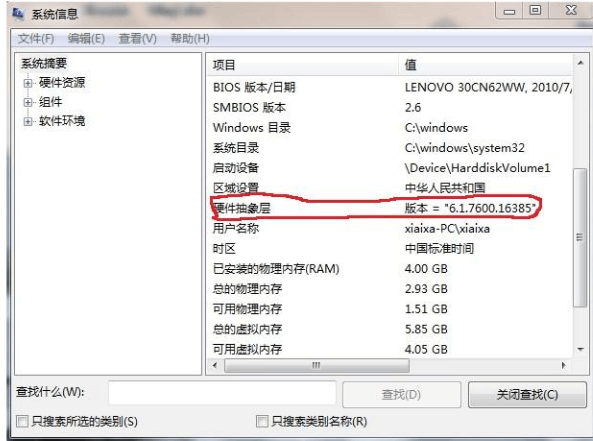 系统信息
文件(F) 编辑(E) 查看(V) 帮助(H)
系统摘要
硬件资源
组件
软件环境
项目 值
BIOS 版本/日期 LENOVO 30CN62WW, 2010/7/
SMBIOS 版本 2.6
Windows 目录 C:\windows
系统目录 C:\windows\system32
启动设备 \Device\HarddiskVolume1
区域设置 中华人民共和国
硬件抽象层 版本 = "6.1.7600.16385"
用户名称 xiaixa-PC\xiaixa
时区 中国标准时间
已安装的物理内存(RAM) 4.00 GB
总的物理内存 2.93 GB
可用物理内存 1.51 GB
总的虚拟内存 5.85 GB
可用虚拟内存 4.05 GB
查找什么(W): 查找(D) 关闭查找(C)
只搜索所选的类别(S) 只搜索类别名称(R)